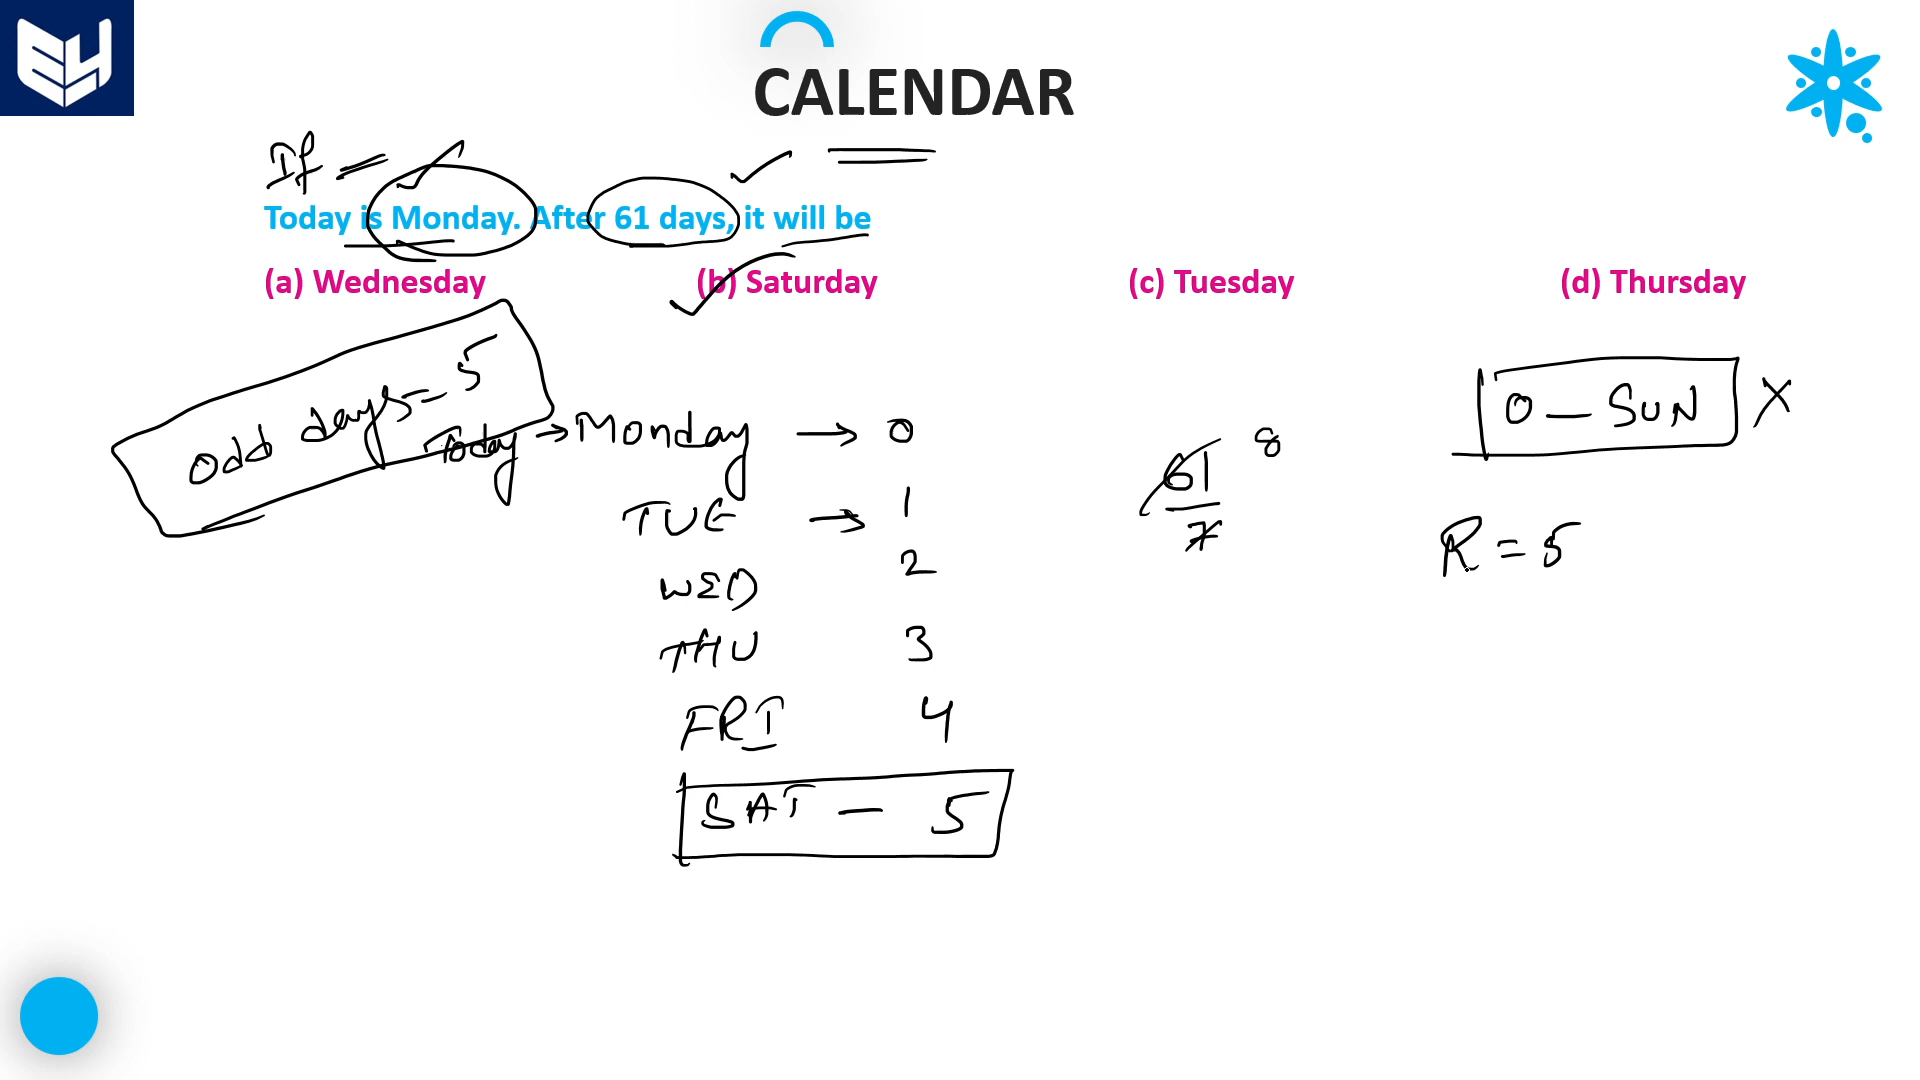 CALENDAR
If
Today is Monday. After 61 days, it will be
(a) Wednesday (b) Saturday (c) Tuesday (d) Thursday
odd days = 5
Today → Monday → 0
TUE → 1
WED 2
THU 3
FRI 4
SAT – 5
61 8
7
0 – SUN X
R = 5